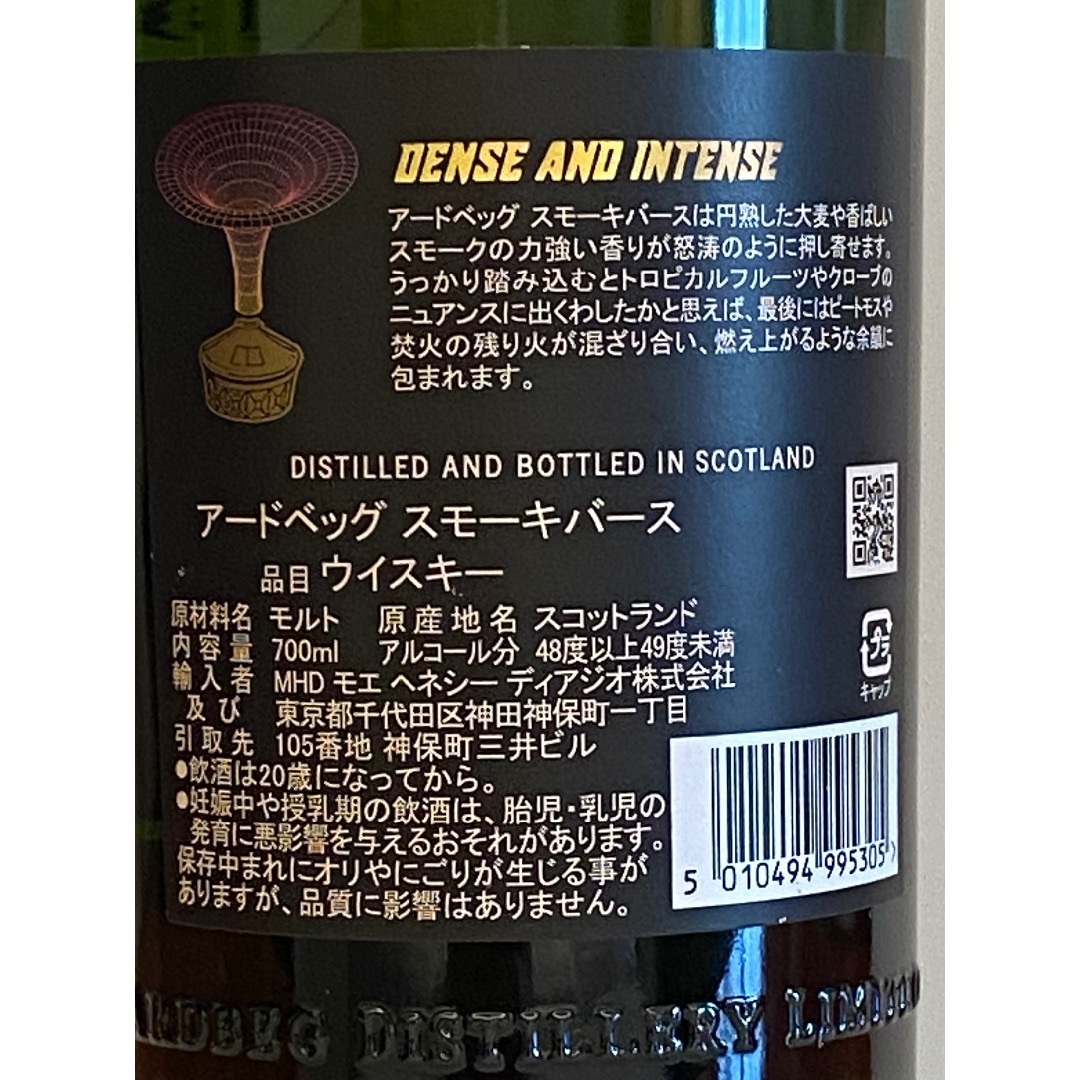 DENSE AND INTENSE
アードベッグ スモーキバースは円熟した大麦や香ばしい
スモークの力強い香りが怒涛のように押し寄せます。
うっかり踏み込むとトロピカルフルーツやクローブの
ニュアンスに出くわしたかと思えば、最後にはピートモスや
焚火の残り火が混ざり合い、燃え上がるような余韻に
包まれます。
DISTILLED AND BOTTLED IN SCOTLAND
アードベッグ スモーキバース
品目 ウイスキー
原材料名 モルト 原産地名 スコットランド
内容量 700ml アルコール分 48度以上49度未満
輸入者 MHD モエ ヘネシー ディアジオ株式会社
及び 東京都千代田区神田神保町一丁目
引取先 105番地 神保町三井ビル
●飲酒は20歳になってから。
●妊娠中や授乳期の飲酒は、胎児・乳児の
発育に悪影響を与えるおそれがあります。
保存中まれにオリやにごりが生じる事が
ありますが、品質に影響はありません。
プラ
キャップ
5 010494 995305 >
ARDBEG DISTILLERY LIMITED